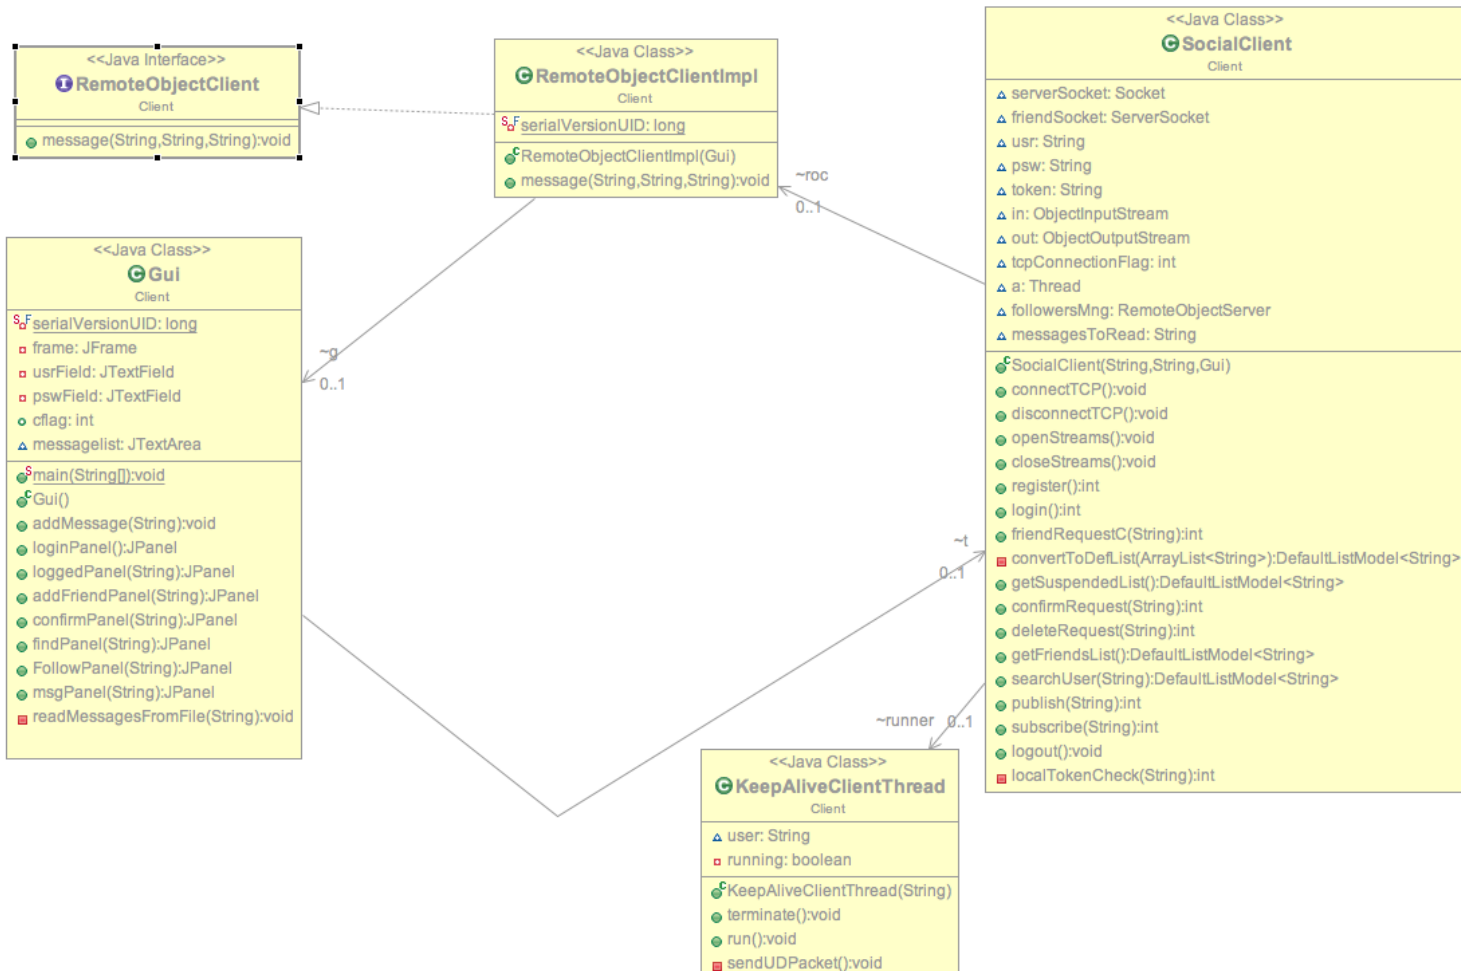 <<Java Interface>>
RemoteObjectClient
Client
message(String,String,String):void
<<Java Class>>
RemoteObjectClientImpl
Client
serialVersionUID: long
RemoteObjectClientImpl(Gui)
message(String,String,String):void
<<Java Class>>
SocialClient
Client
serverSocket: Socket
friendSocket: ServerSocket
usr: String
psw: String
token: String
in: ObjectInputStream
out: ObjectOutputStream
tcpConnectionFlag: int
a: Thread
followersMng: RemoteObjectServer
messagesToRead: String
SocialClient(String,String,Gui)
connectTCP():void
disconnectTCP():void
openStreams():void
closeStreams():void
register():int
login():int
friendRequestC(String):int
convertToDefList(ArrayList<String>):DefaultListModel<String>
getSuspendedList():DefaultListModel<String>
confirmRequest(String):int
deleteRequest(String):int
getFriendsList():DefaultListModel<String>
searchUser(String):DefaultListModel<String>
publish(String):int
subscribe(String):int
logout():void
localTokenCheck(String):int
~roc
0..1
<<Java Class>>
Gui
Client
serialVersionUID: long
frame: JFrame
usrField: JTextField
pswField: JTextField
cflag: int
messagelist: JTextArea
main(String[]):void
Gui()
addMessage(String):void
loginPanel():JPanel
loggedPanel(String):JPanel
addFriendPanel(String):JPanel
confirmPanel(String):JPanel
findPanel(String):JPanel
FollowPanel(String):JPanel
msgPanel(String):JPanel
readMessagesFromFile(String):void
~g
0..1
~t
0..1
~runner
0..1
<<Java Class>>
KeepAliveClientThread
Client
user: String
running: boolean
KeepAliveClientThread(String)
terminate():void
run():void
sendUDPacket():void